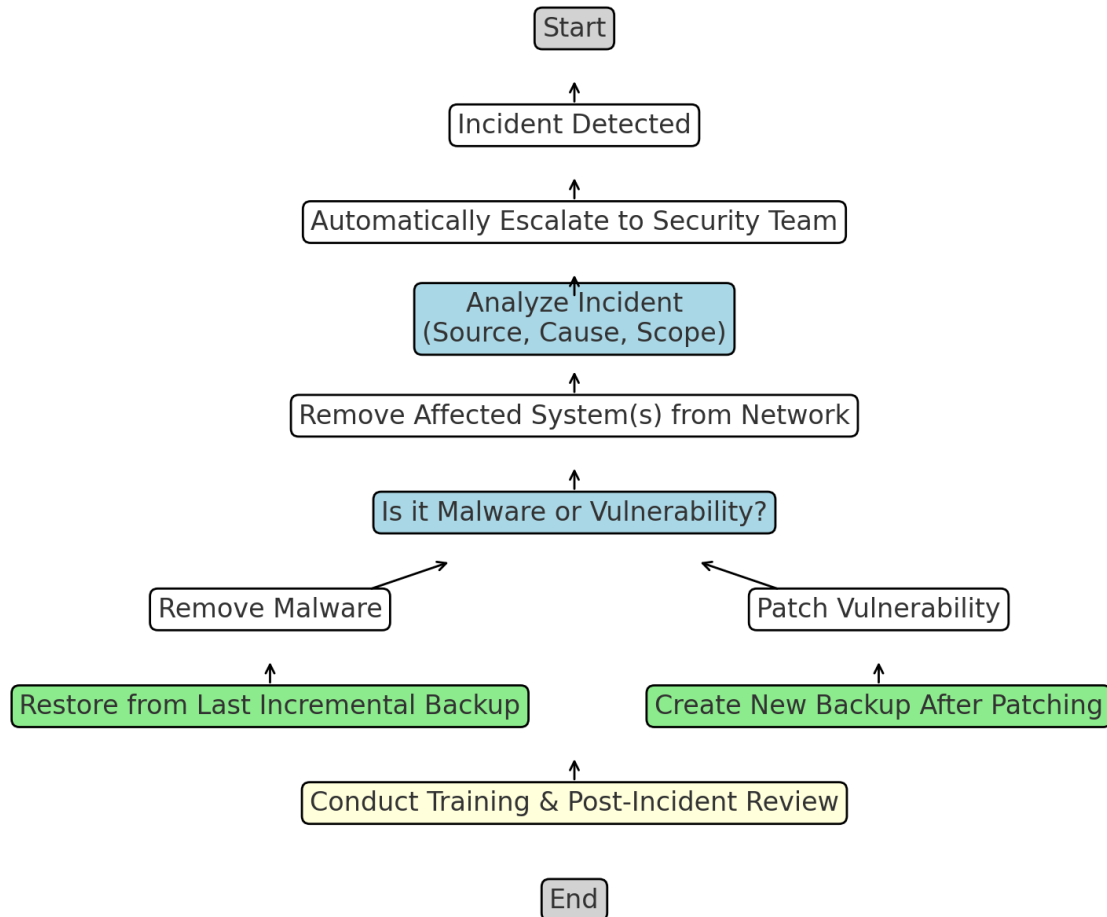 Start
Incident Detected
Automatically Escalate to Security Team
Analyze Incident
(Source, Cause, Scope)
Remove Affected System(s) from Network
Is it Malware or Vulnerability?
Remove Malware
Patch Vulnerability
Restore from Last Incremental Backup
Create New Backup After Patching
Conduct Training & Post-Incident Review
End